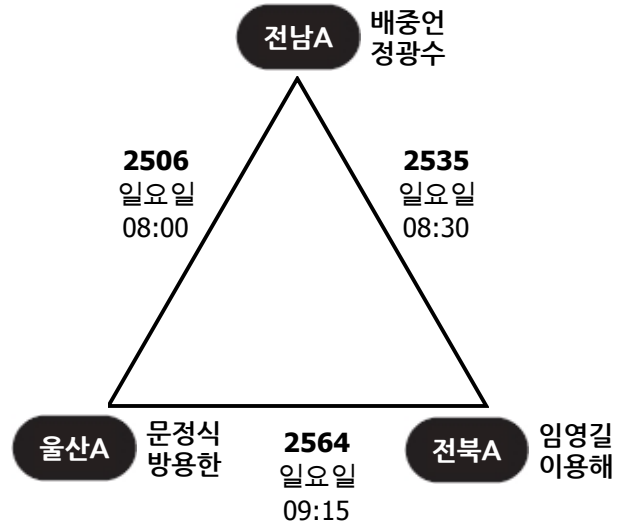 전남A
배중언
정광수
2506
일요일
08:00
2535
일요일
08:30
울산A
문정식
방용한
2564
일요일
09:15
전북A
임영길
이용해